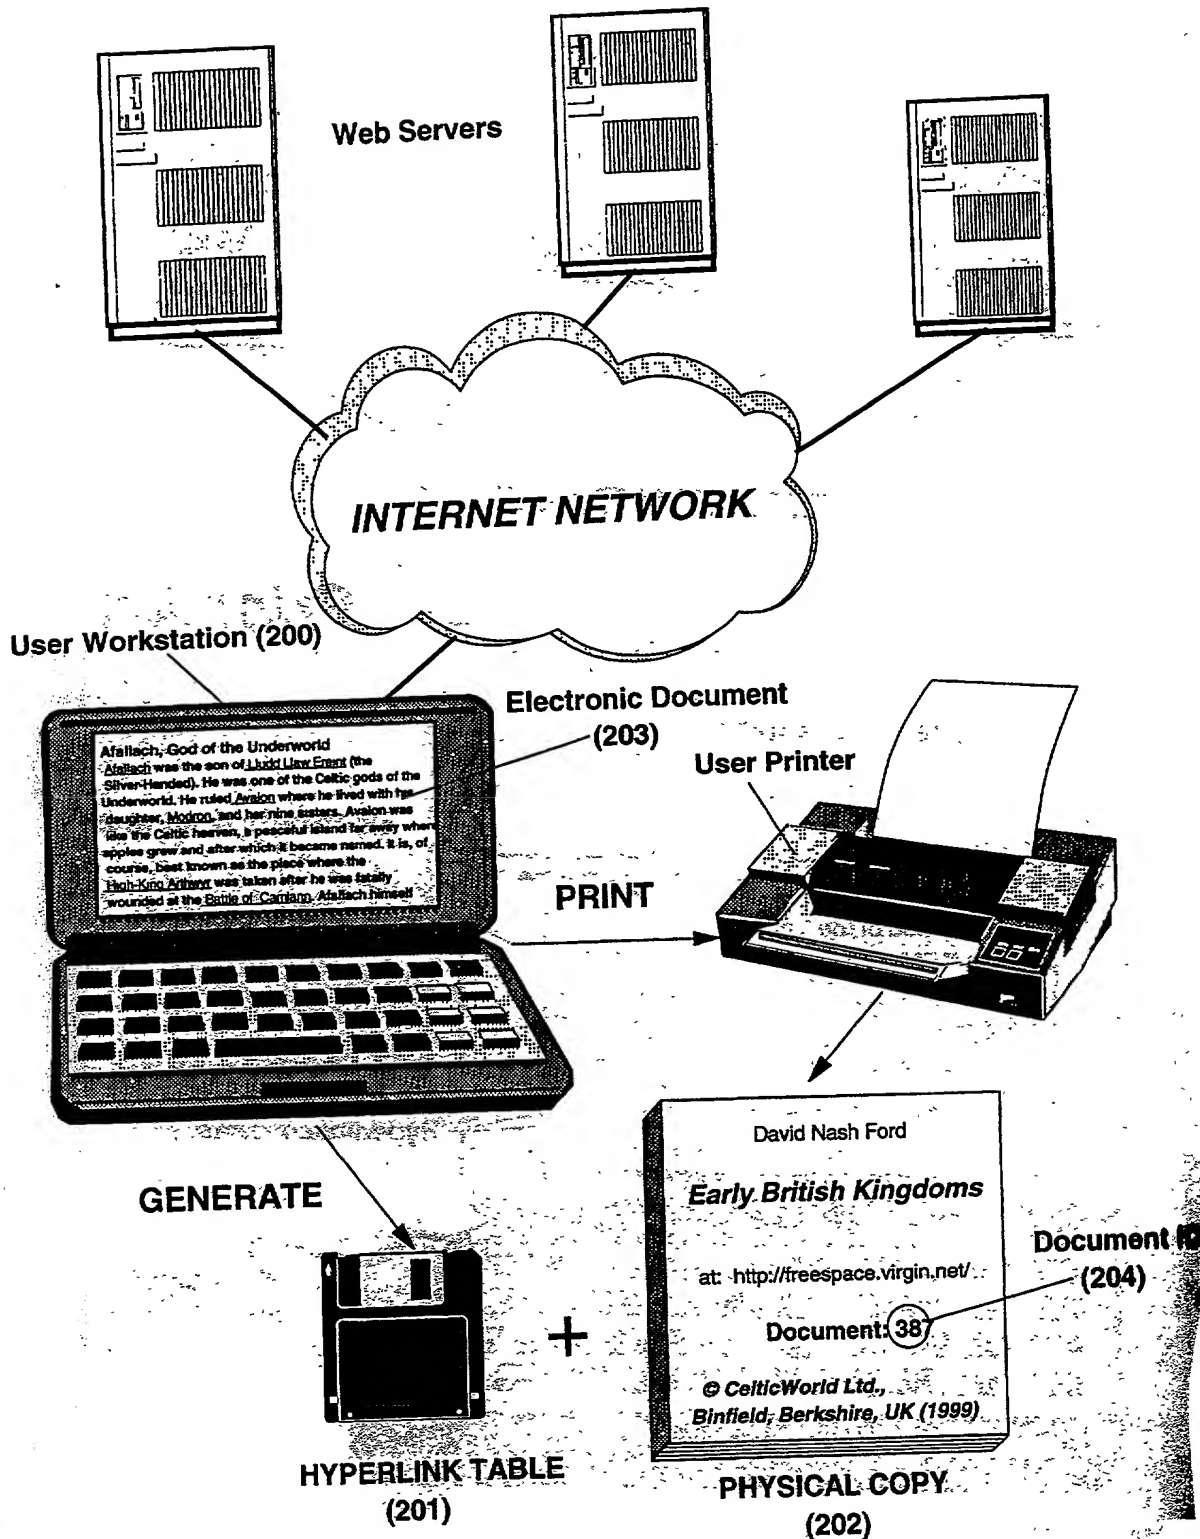 Web Servers
INTERNET NETWORK
User Workstation (200)
Electronic Document
(203)
Afallach, God of the Underworld
Afallach was the son of Lludd Llaw Ereint (the
Silver-Handed). He was one of the Celtic gods of the
Underworld. He ruled Avalon where he lived with his
daughter, Modron, and her nine sisters. Avalon was
like the Celtic heaven, a peaceful island far away where
apples grew and after which it became named. It is, of
course, best known as the place where the
High-King Arthwyr was taken after he was fatally
wounded at the Battle of Camlann. Afallach himself
User Printer
PRINT
GENERATE
David Nash Ford
Early British Kingdoms
at: http://freespace.virgin.net/..
Document: 387
© CelticWorld Ltd.,
Binfield, Berkshire, UK (1999)
Document
(204)
+
HYPERLINK TABLE
(201)
PHYSICAL COPY
(202)